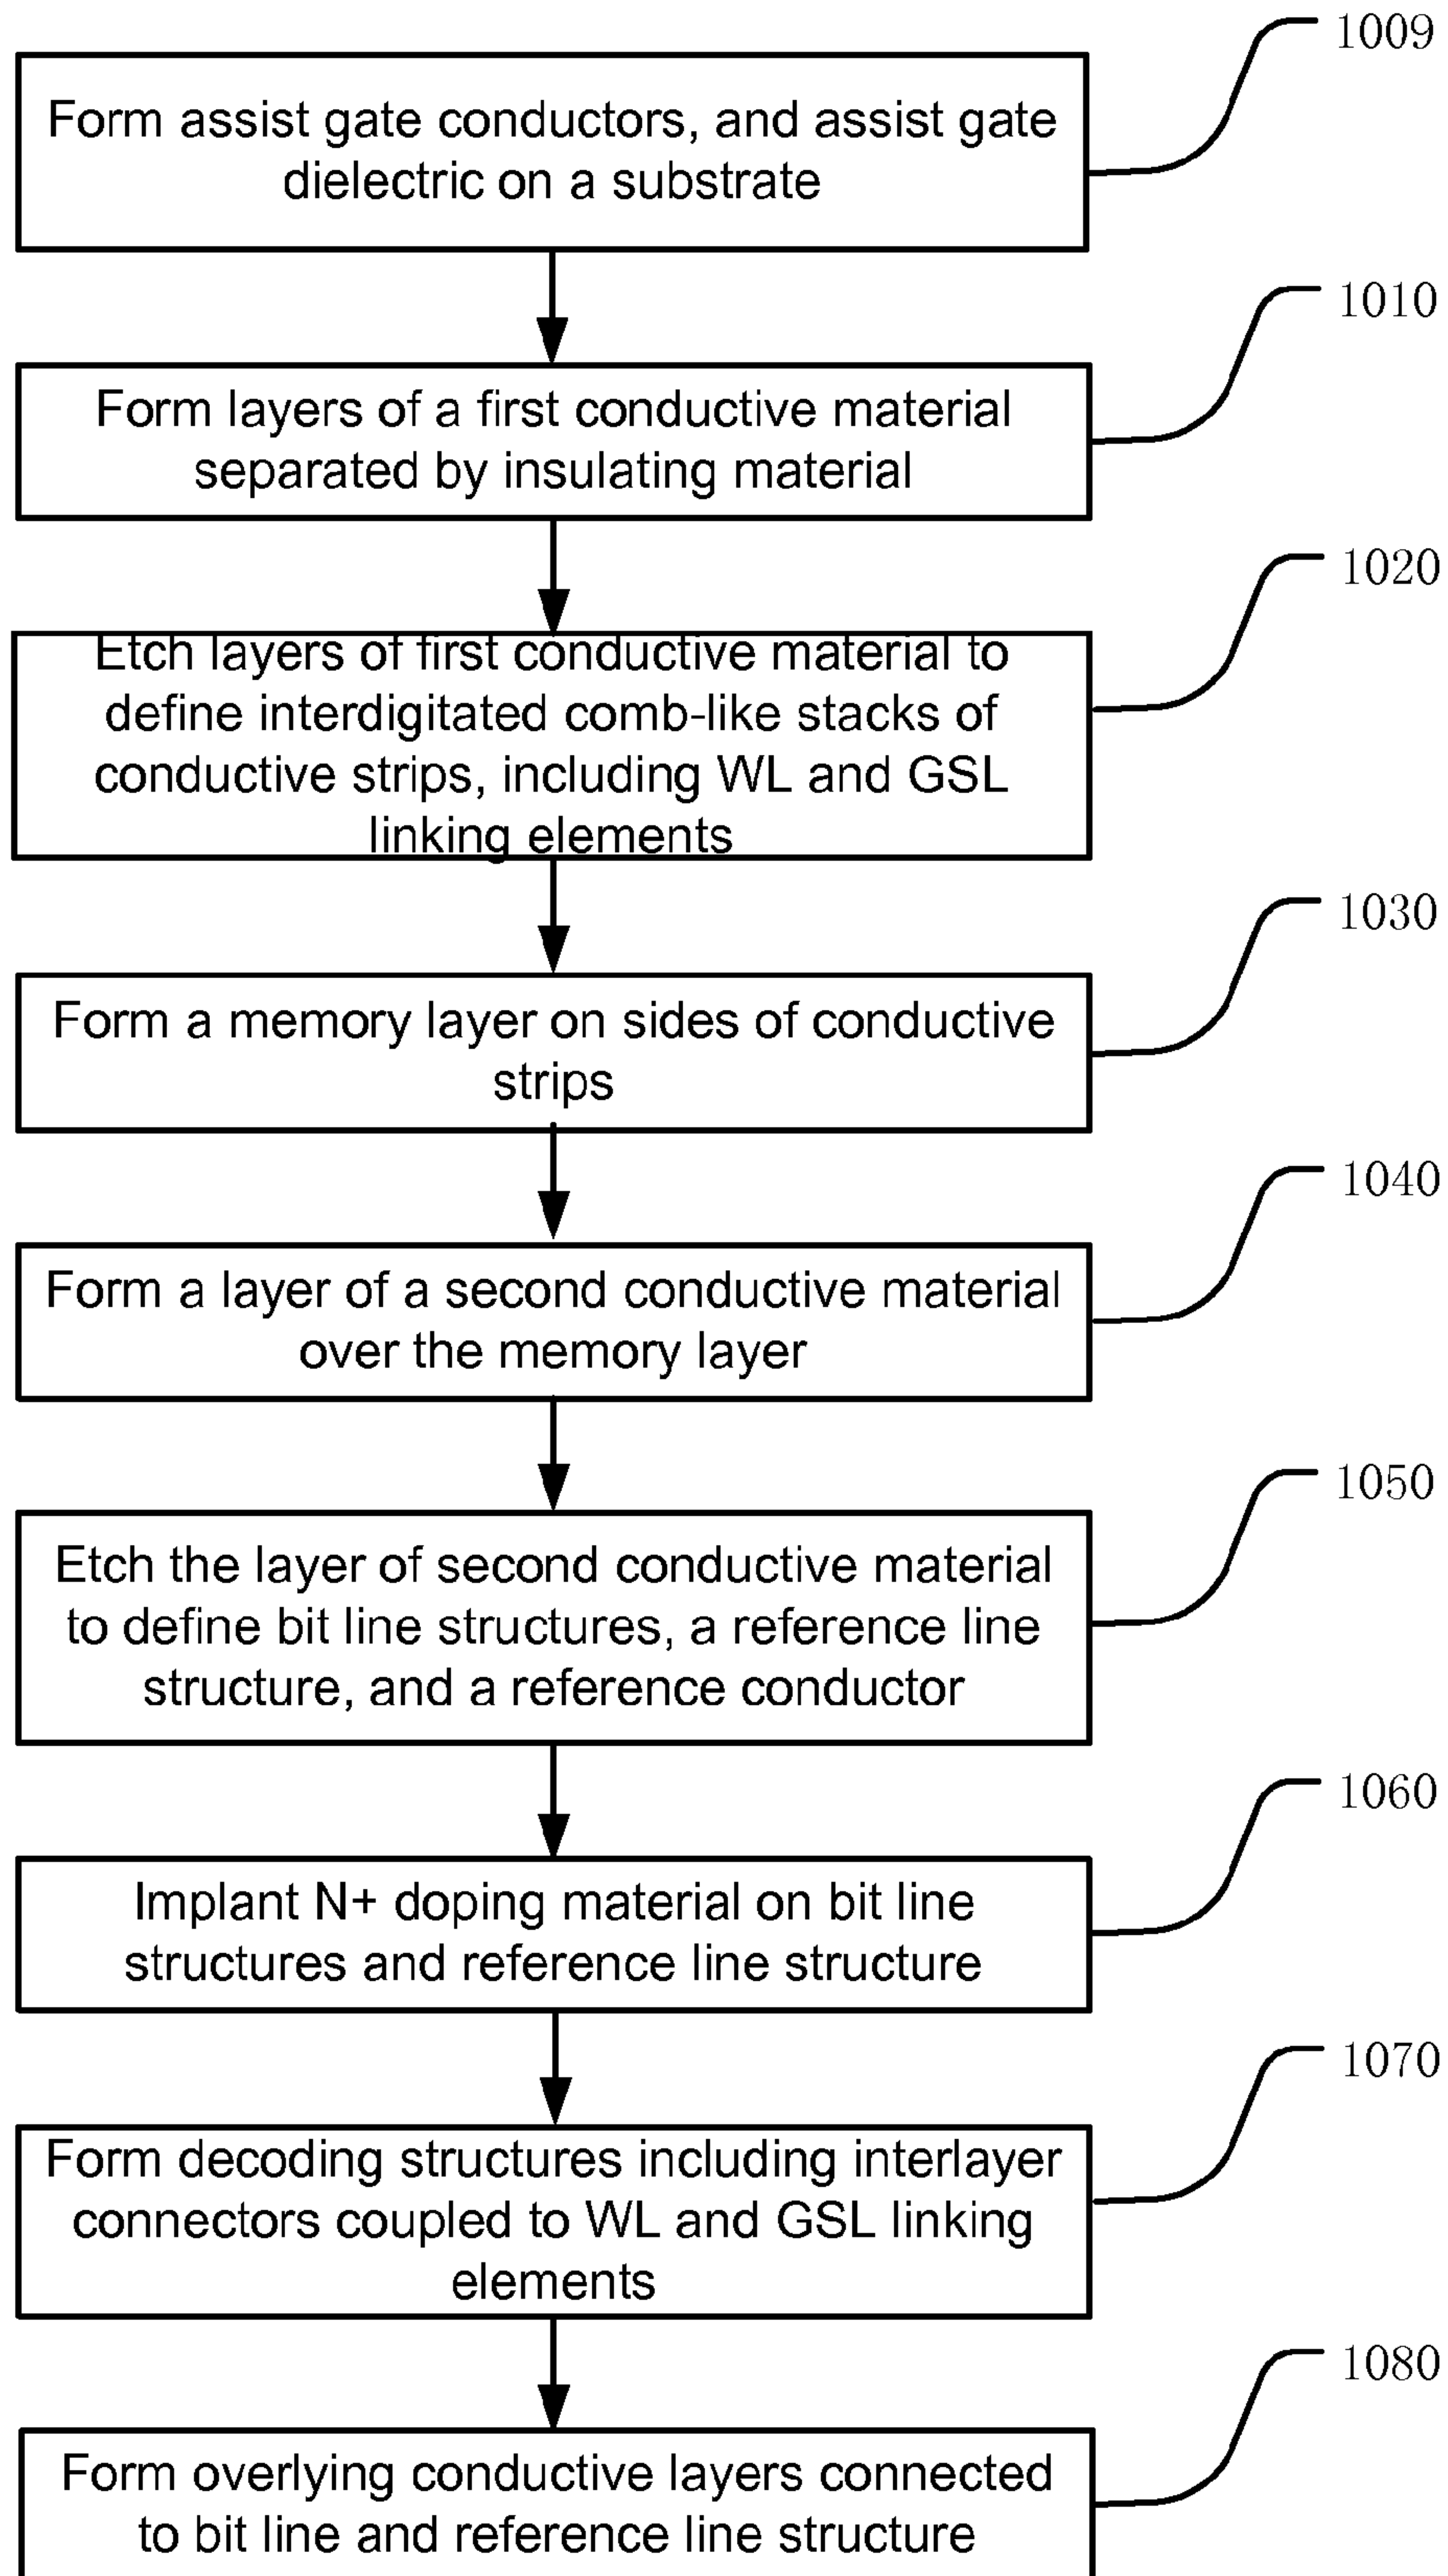 1009
Form assist gate conductors, and assist gate
dielectric on a substrate
1010
Form layers of a first conductive material
separated by insulating material
1020
Etch layers of first conductive material to
define interdigitated comb-like stacks of
conductive strips, including WL and GSL
linking elements
1030
Form a memory layer on sides of conductive
strips
1040
Form a layer of a second conductive material
over the memory layer
1050
Etch the layer of second conductive material
to define bit line structures, a reference line
structure, and a reference conductor
1060
Implant N+ doping material on bit line
structures and reference line structure
1070
Form decoding structures including interlayer
connectors coupled to WL and GSL linking
elements
1080
Form overlying conductive layers connected
to bit line and reference line structure